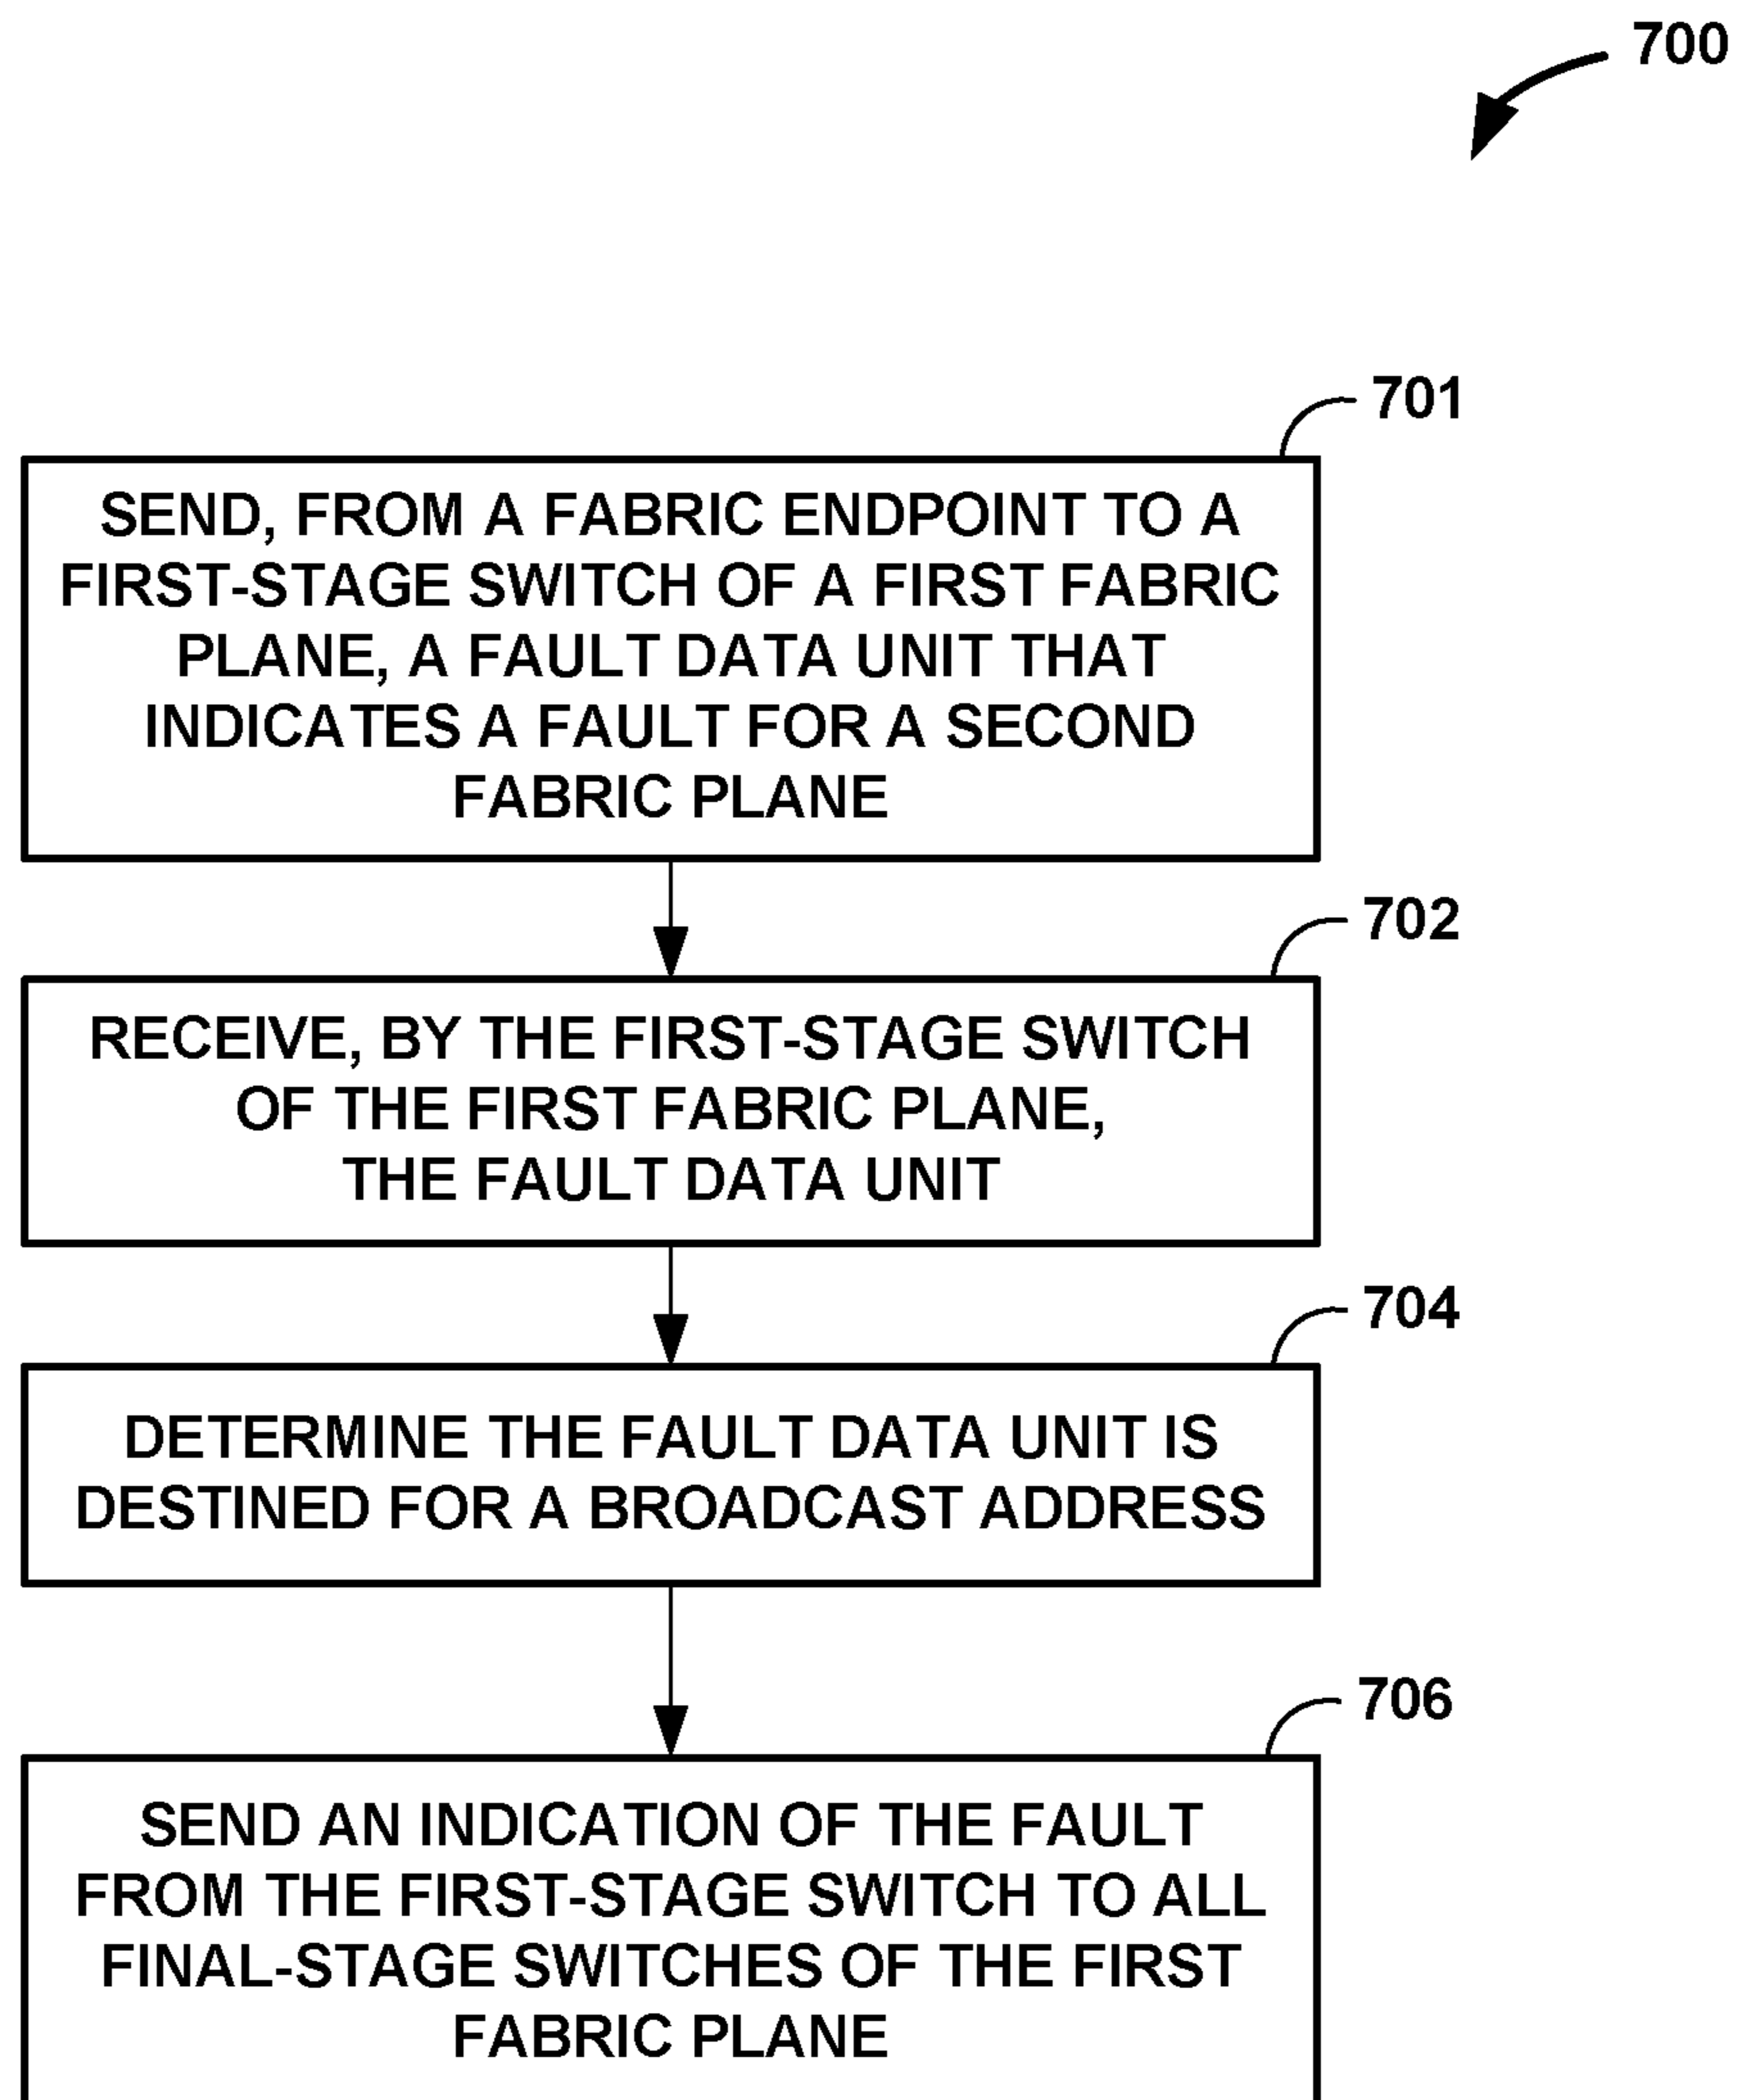 700
701
SEND, FROM A FABRIC ENDPOINT TO A
FIRST-STAGE SWITCH OF A FIRST FABRIC
PLANE, A FAULT DATA UNIT THAT
INDICATES A FAULT FOR A SECOND
FABRIC PLANE
702
RECEIVE, BY THE FIRST-STAGE SWITCH
OF THE FIRST FABRIC PLANE,
THE FAULT DATA UNIT
704
DETERMINE THE FAULT DATA UNIT IS
DESTINED FOR A BROADCAST ADDRESS
706
SEND AN INDICATION OF THE FAULT
FROM THE FIRST-STAGE SWITCH TO ALL
FINAL-STAGE SWITCHES OF THE FIRST
FABRIC PLANE